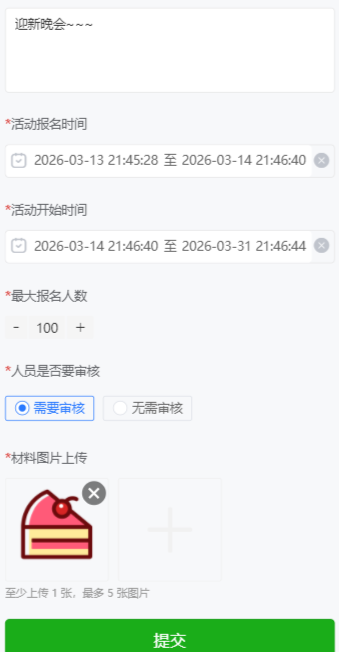 迎新晚会~~~
*活动报名时间
2026-03-13 21:45:28 至 2026-03-14 21:46:40
*活动开始时间
2026-03-14 21:46:40 至 2026-03-31 21:46:44
*最大报名人数
- 100 +
*人员是否要审核
需要审核 无需审核
*材料图片上传
至少上传 1 张，最多 5 张图片
提交